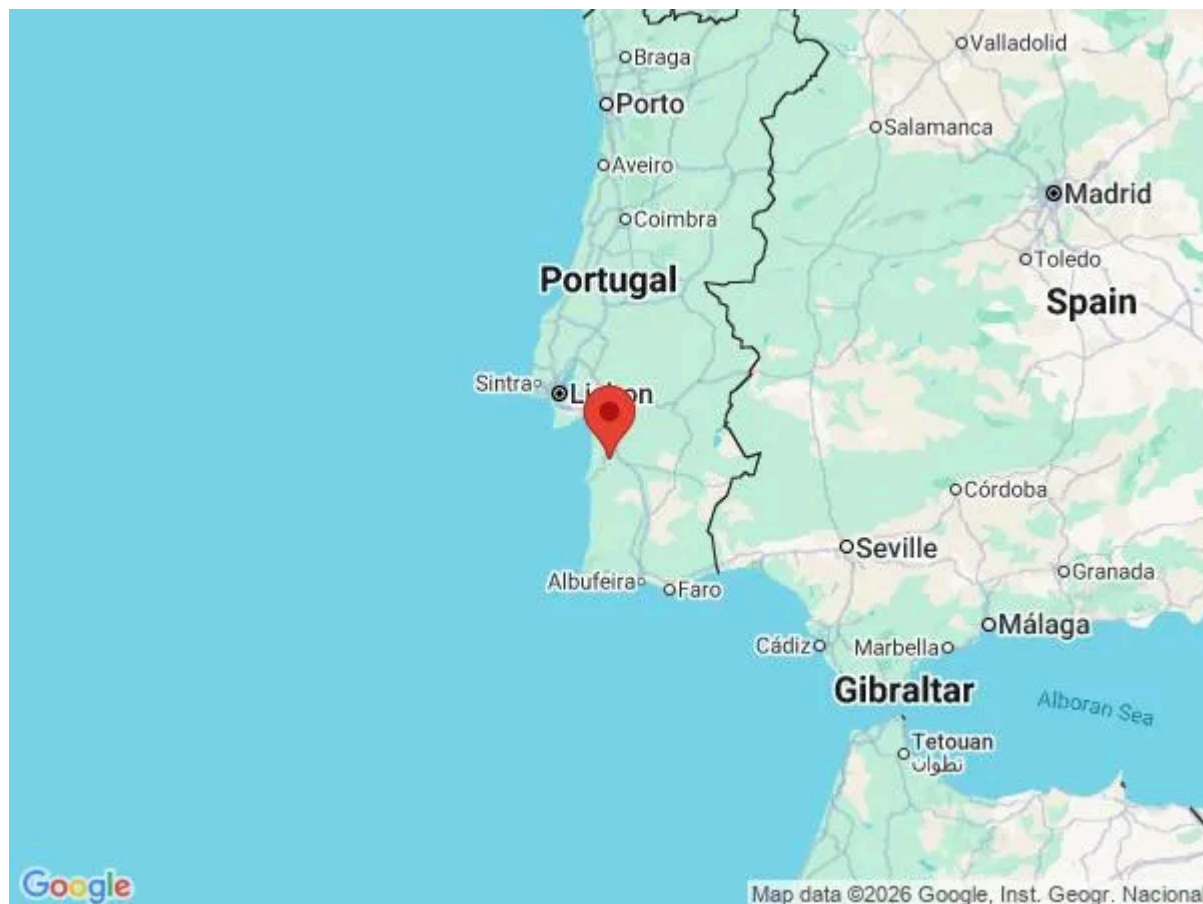 Braga
Valladolid
Porto
Salamanca
Aveiro
Madrid
Coimbra
Toledo
Portugal
Spain
Sintra
Córdoba
Seville
Albufeira
Faro
Granada
Málaga
Cádiz
Marbella
Gibraltar
Alboran Sea
Tetouan
تطوان
Google
Map data ©2026 Google, Inst. Geogr. Nacional